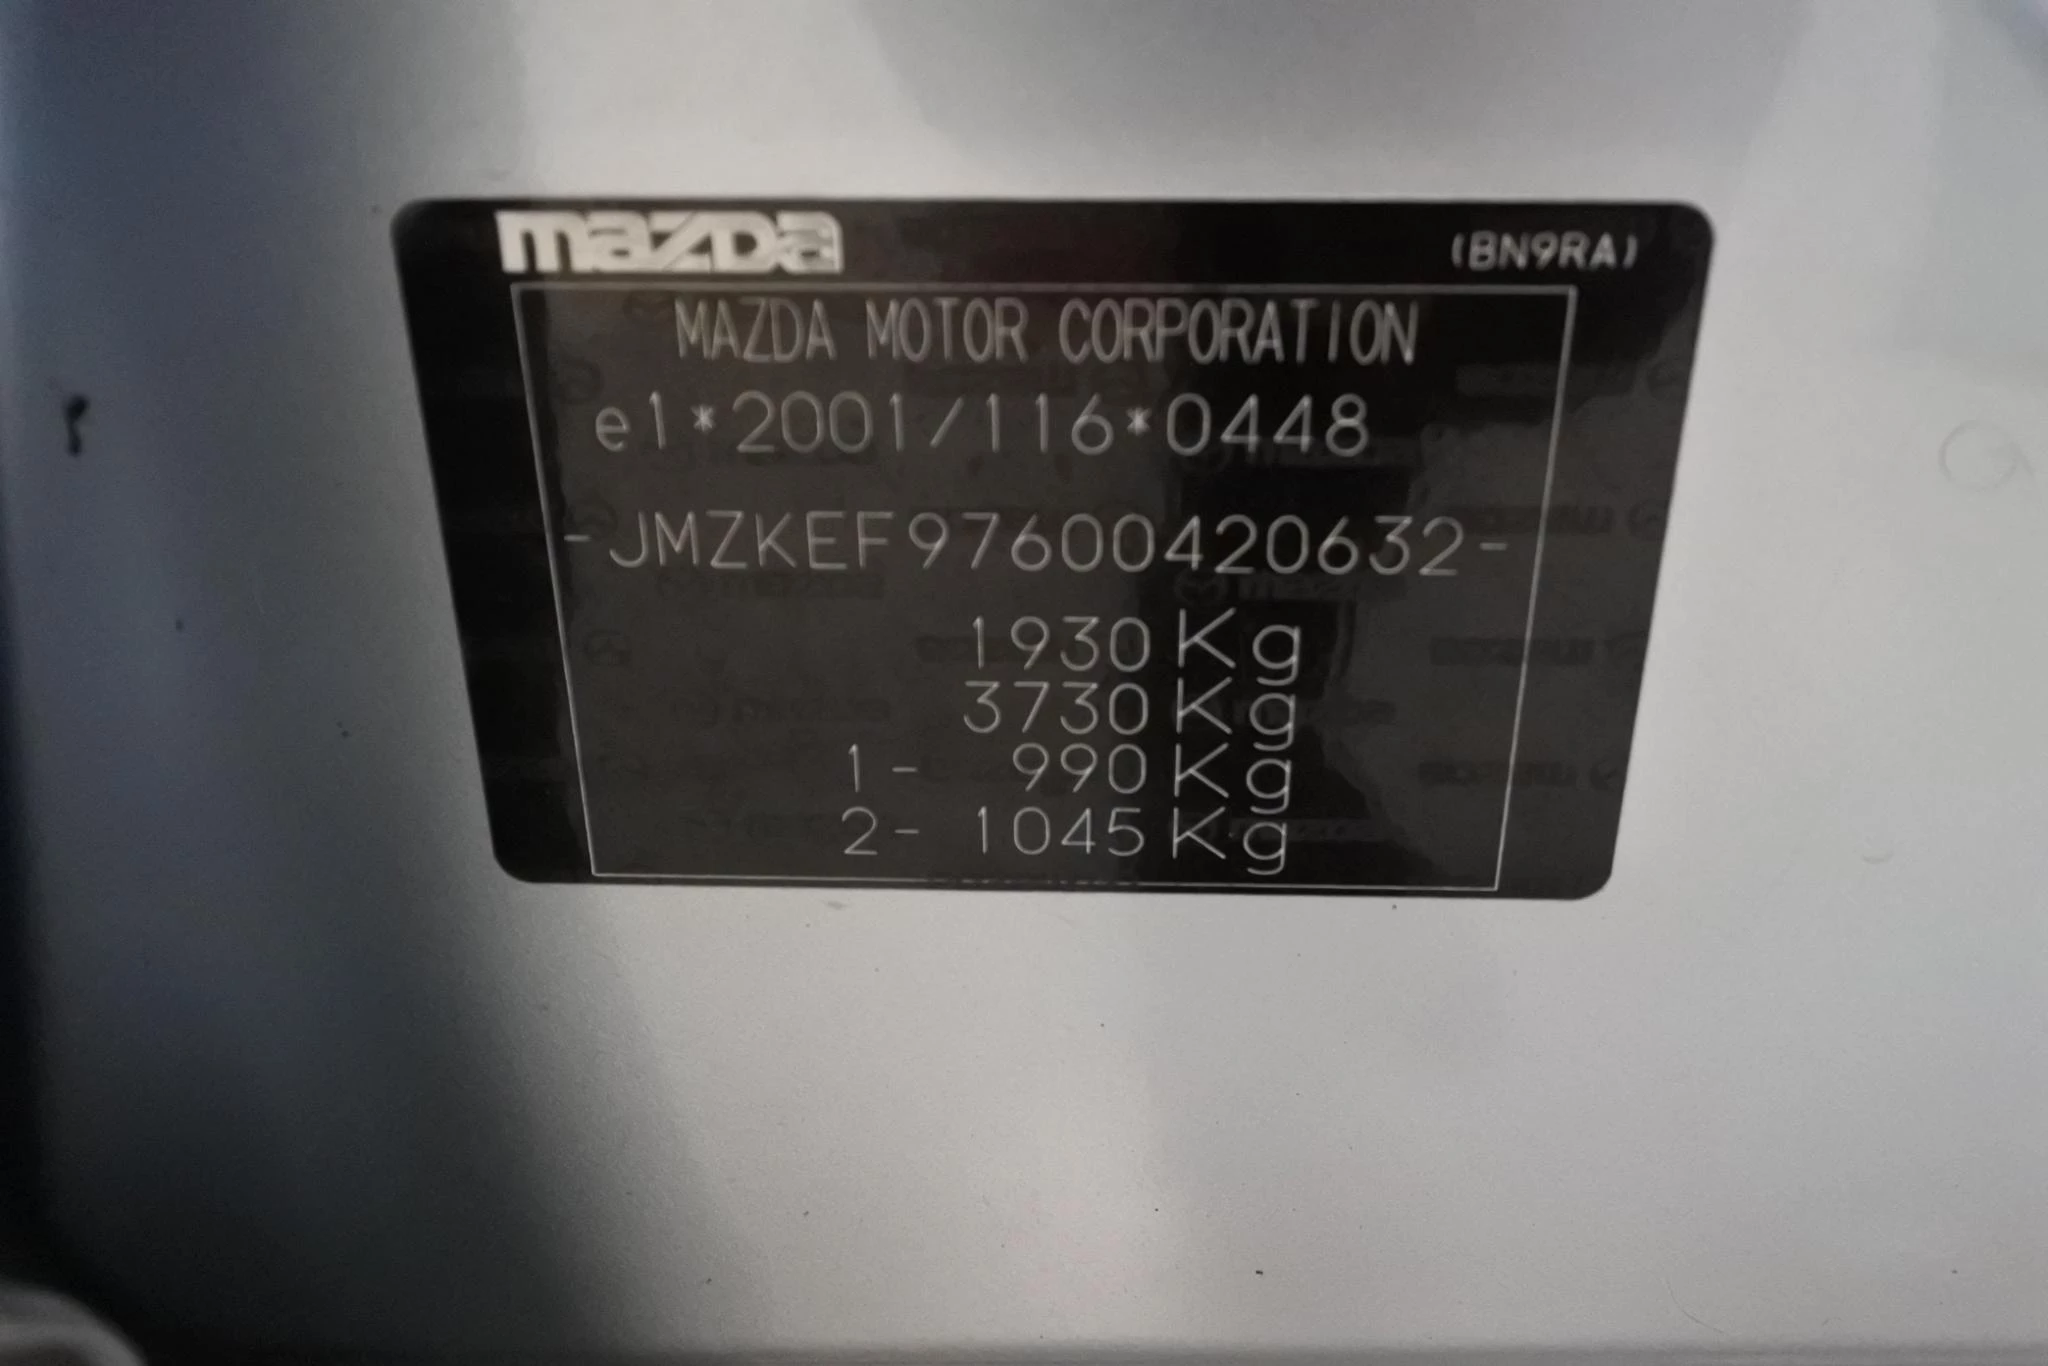 mazda (BN9RA)
MAZDA MOTOR CORPORATION
e1*2001/116*0448
-JMZKEF97600420632-
1930Kg
3730Kg
1- 990Kg
2- 1045Kg